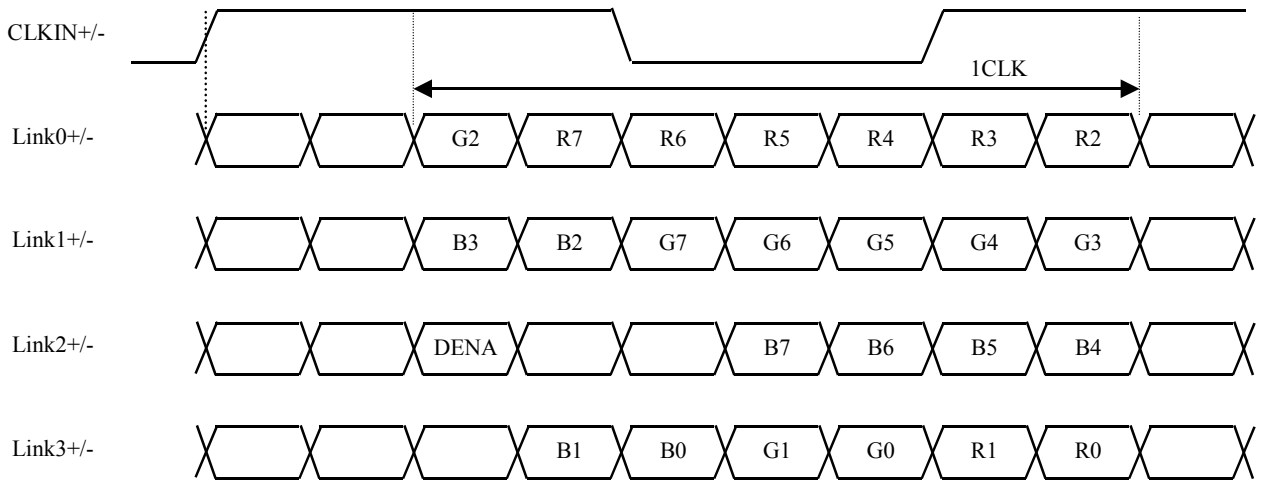 CLKIN+/-
1CLK
Link0+/- G2 R7 R6 R5 R4 R3 R2
Link1+/- B3 B2 G7 G6 G5 G4 G3
Link2+/- DENA B7 B6 B5 B4
Link3+/- B1 B0 G1 G0 R1 R0